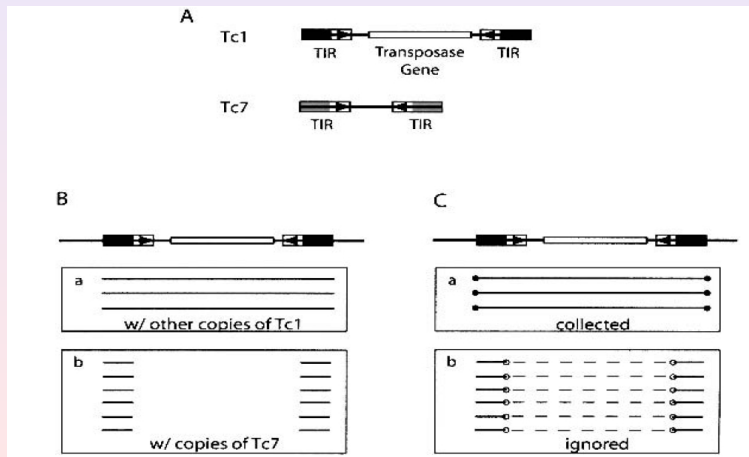 A
Tc1
TIR
Transposase
Gene
TIR
Tc7
TIR
TIR
B
a
w/ other copies of Tc1
b
w/ copies of Tc7
C
a
collected
b
ignored